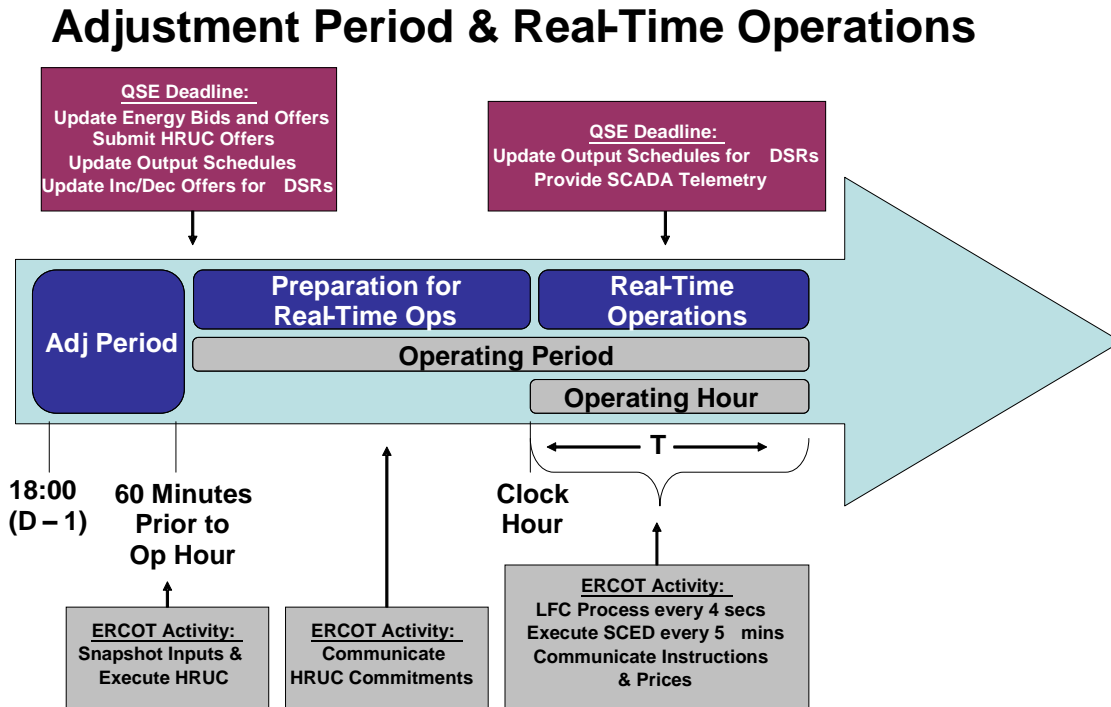 Adjustment Period & Real-Time Operations
QSE Deadline:
Update Energy Bids and Offers
Submit HRUC Offers
Update Output Schedules
Update Inc/Dec Offers for DSRs
QSE Deadline:
Update Output Schedules for DSRs
Provide SCADA Telemetry
Adj Period
Preparation for
Real-Time Ops
Real-Time
Operations
Operating Period
Operating Hour
T
18:00
(D – 1)
60 Minutes
Prior to
Op Hour
Clock
Hour
ERCOT Activity:
Snapshot Inputs &
Execute HRUC
ERCOT Activity:
Communicate
HRUC Commitments
ERCOT Activity:
LFC Process every 4 secs
Execute SCED every 5 mins
Communicate Instructions
& Prices